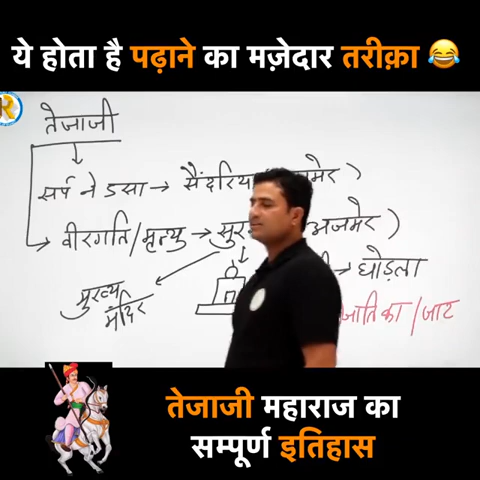 ये होता है पढ़ाने का मज़ेदार तरीक़ा 😂
R
तेजाजी
सर्प ने डसा → सैंदरिया
वीरगति/मृत्यु → सुर अजमेर)
→ घोड़ला
मुख्य
मंदिर
जाति का/जाट
तेजाजी महाराज का
सम्पूर्ण इतिहास